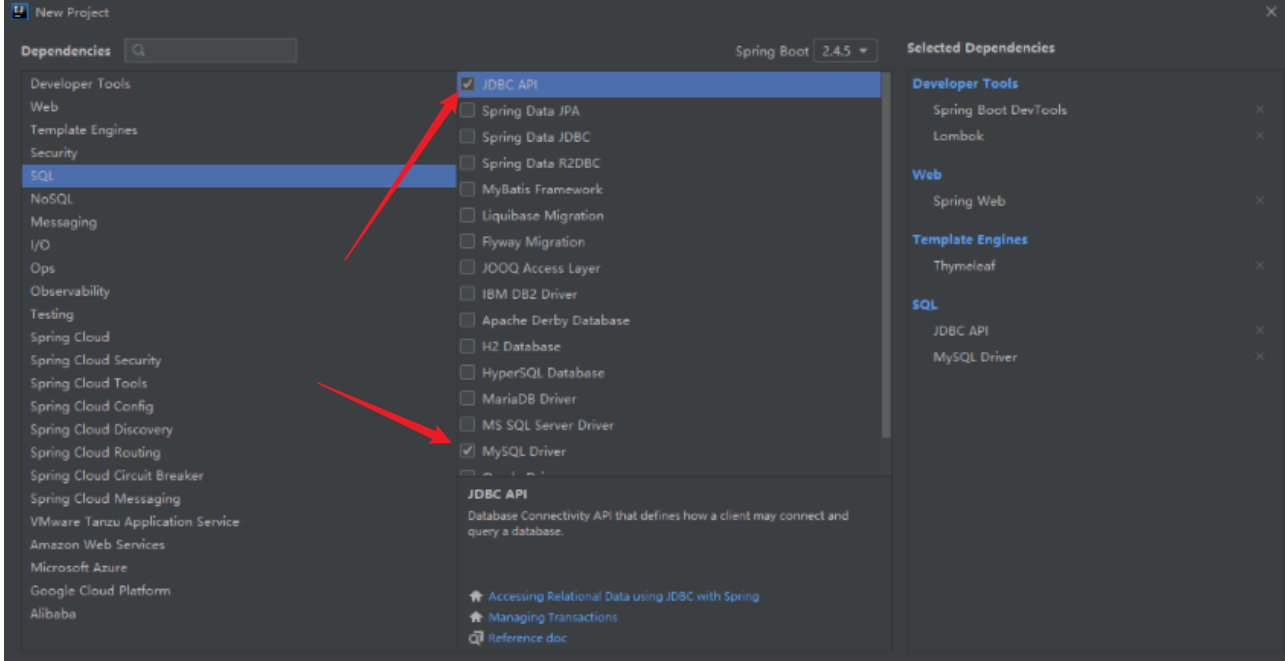 New Project
Dependencies
Spring Boot 2.4.5
Developer Tools
Web
Template Engines
Security
SQL
NoSQL
Messaging
I/O
Ops
Observability
Testing
Spring Cloud
Spring Cloud Security
Spring Cloud Tools
Spring Cloud Config
Spring Cloud Discovery
Spring Cloud Routing
Spring Cloud Circuit Breaker
Spring Cloud Messaging
VMware Tanzu Application Service
Amazon Web Services
Microsoft Azure
Google Cloud Platform
Alibaba
JDBC API
Spring Data JPA
Spring Data JDBC
Spring Data R2DBC
MyBatis Framework
Liquibase Migration
Flyway Migration
JOOQ Access Layer
IBM DB2 Driver
Apache Derby Database
H2 Database
HyperSQL Database
MariaDB Driver
MS SQL Server Driver
MySQL Driver
JDBC API
Database Connectivity API that defines how a client may connect and
query a database.
Accessing Relational Data using JDBC with Spring
Managing Transactions
Reference doc
Selected Dependencies
Developer Tools
Spring Boot DevTools
Lombok
Web
Spring Web
Template Engines
Thymeleaf
SQL
JDBC API
MySQL Driver